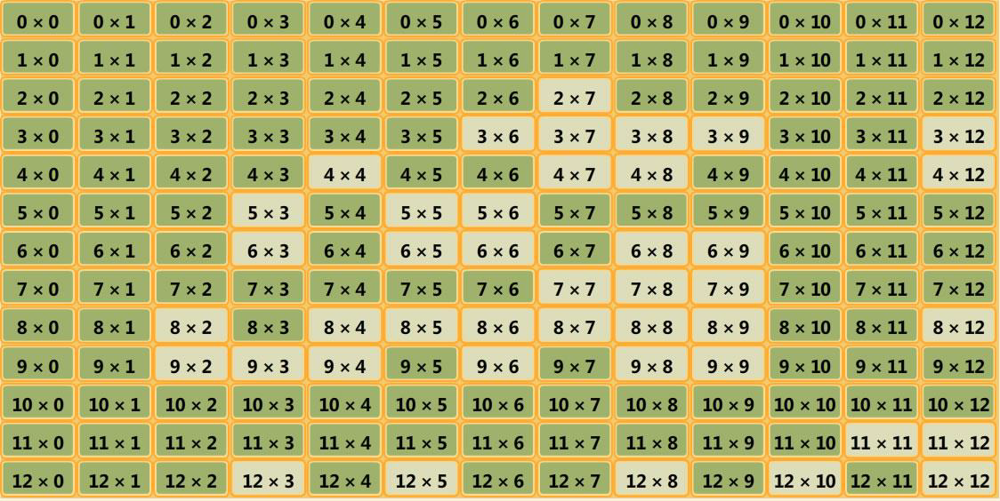 0 × 0 0 × 1 0 × 2 0 × 3 0 × 4 0 × 5 0 × 6 0 × 7 0 × 8 0 × 9 0 × 10 0 × 11 0 × 12
1 × 0 1 × 1 1 × 2 1 × 3 1 × 4 1 × 5 1 × 6 1 × 7 1 × 8 1 × 9 1 × 10 1 × 11 1 × 12
2 × 0 2 × 1 2 × 2 2 × 3 2 × 4 2 × 5 2 × 6 2 × 7 2 × 8 2 × 9 2 × 10 2 × 11 2 × 12
3 × 0 3 × 1 3 × 2 3 × 3 3 × 4 3 × 5 3 × 6 3 × 7 3 × 8 3 × 9 3 × 10 3 × 11 3 × 12
4 × 0 4 × 1 4 × 2 4 × 3 4 × 4 4 × 5 4 × 6 4 × 7 4 × 8 4 × 9 4 × 10 4 × 11 4 × 12
5 × 0 5 × 1 5 × 2 5 × 3 5 × 4 5 × 5 5 × 6 5 × 7 5 × 8 5 × 9 5 × 10 5 × 11 5 × 12
6 × 0 6 × 1 6 × 2 6 × 3 6 × 4 6 × 5 6 × 6 6 × 7 6 × 8 6 × 9 6 × 10 6 × 11 6 × 12
7 × 0 7 × 1 7 × 2 7 × 3 7 × 4 7 × 5 7 × 6 7 × 7 7 × 8 7 × 9 7 × 10 7 × 11 7 × 12
8 × 0 8 × 1 8 × 2 8 × 3 8 × 4 8 × 5 8 × 6 8 × 7 8 × 8 8 × 9 8 × 10 8 × 11 8 × 12
9 × 0 9 × 1 9 × 2 9 × 3 9 × 4 9 × 5 9 × 6 9 × 7 9 × 8 9 × 9 9 × 10 9 × 11 9 × 12
10 × 0 10 × 1 10 × 2 10 × 3 10 × 4 10 × 5 10 × 6 10 × 7 10 × 8 10 × 9 10 × 10 10 × 11 10 × 12
11 × 0 11 × 1 11 × 2 11 × 3 11 × 4 11 × 5 11 × 6 11 × 7 11 × 8 11 × 9 11 × 10 11 × 11 11 × 12
12 × 0 12 × 1 12 × 2 12 × 3 12 × 4 12 × 5 12 × 6 12 × 7 12 × 8 12 × 9 12 × 10 12 × 11 12 × 12